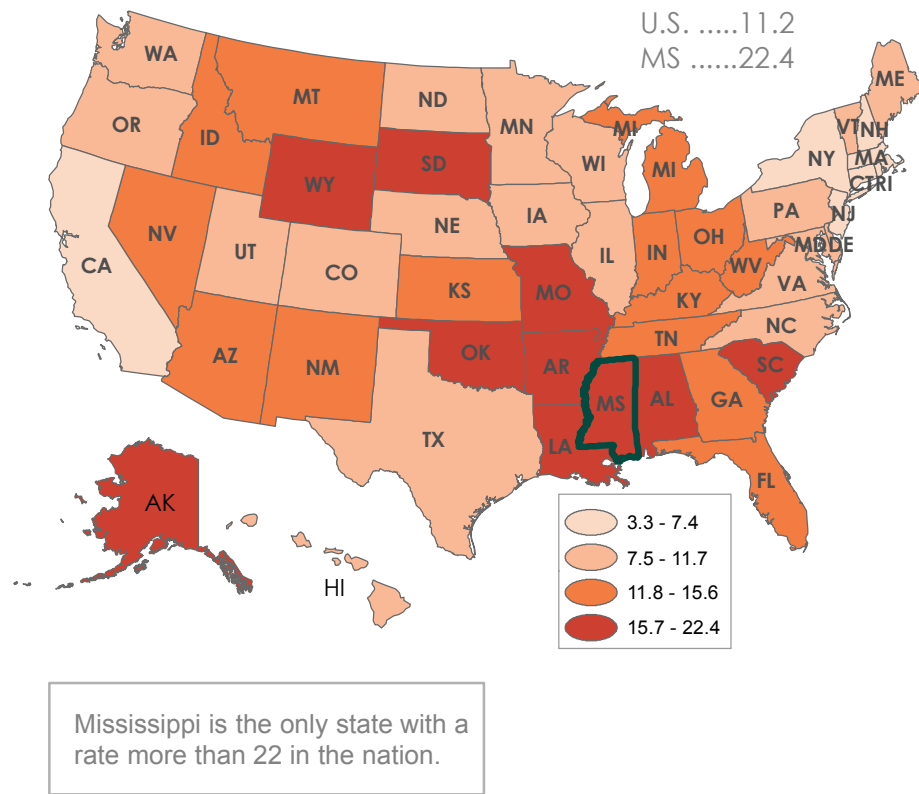 U.S. .....11.2
MS ......22.4
WA
MT
ND
OR
ID
MN
WI
MI
MI
ME
VT
NH
NY
MA
CT
RI
WY
SD
NE
IA
PA
NJ
NV
UT
CO
IL
IN
OH
MD
DE
WV
VA
CA
KS
MO
KY
NC
AZ
NM
OK
AR
TN
SC
TX
LA
MS
AL
GA
FL
AK
HI
3.3 - 7.4
7.5 - 11.7
11.8 - 15.6
15.7 - 22.4
Mississippi is the only state with a
rate more than 22 in the nation.